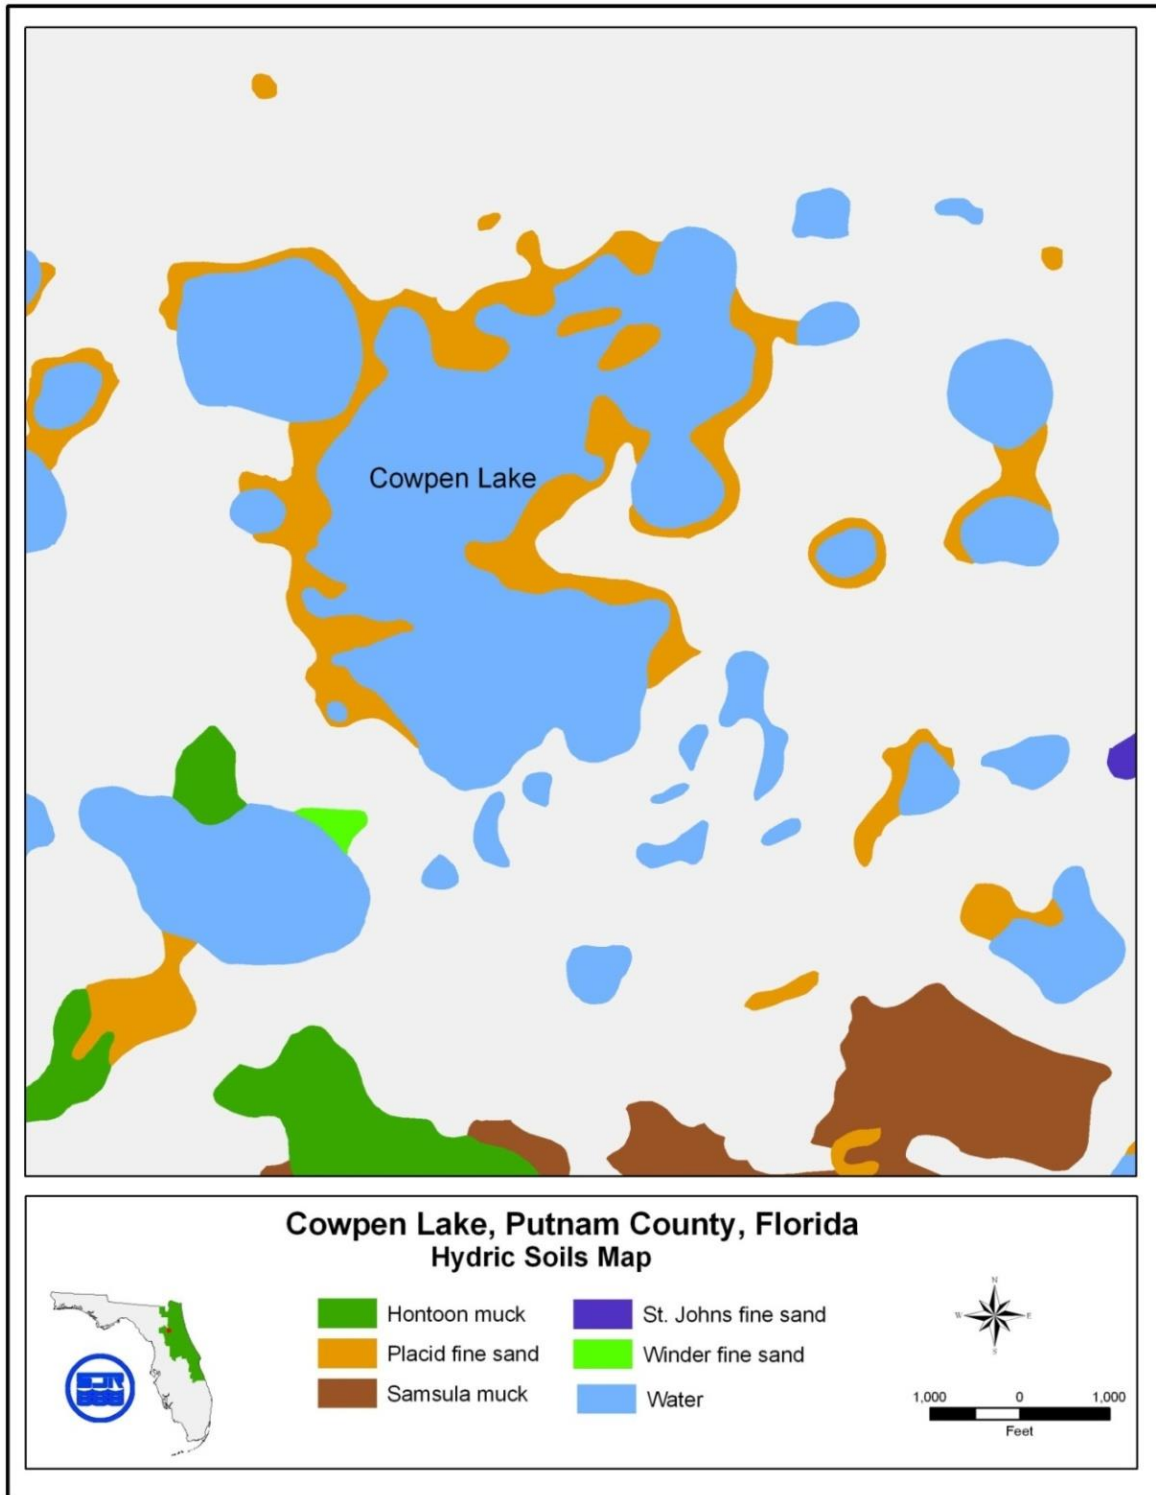 Cowpen Lake
Cowpen Lake, Putnam County, Florida
Hydric Soils Map
Hontoon muck
Placid fine sand
Samsula muck
St. Johns fine sand
Winder fine sand
Water
N
W E
S
1,000 0 1,000
Feet